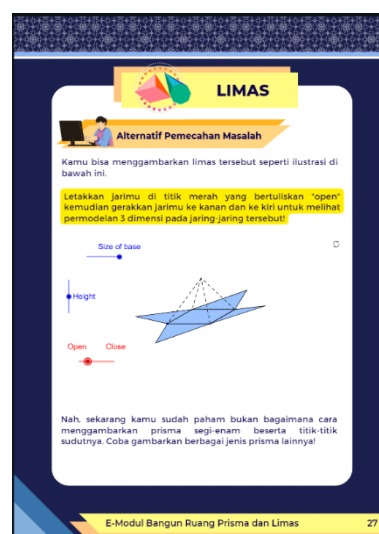 LIMAS
Alternatif Pemecahan Masalah
Kamu bisa menggambarkan limas tersebut seperti ilustrasi di
bawah ini.
Letakkan jarimu di titik merah yang bertuliskan "open"
kemudian gerakkan jarimu ke kanan dan ke kiri untuk melihat
permodelan 3 dimensi pada jaring-jaring tersebut!
Size of base
Height
Open Close
Nah, sekarang kamu sudah paham bukan bagaimana cara
menggambarkan prisma segi-enam beserta titik-titik
sudutnya. Coba gambarkan berbagai jenis prisma lainnya!
E-Modul Bangun Ruang Prisma dan Limas 27